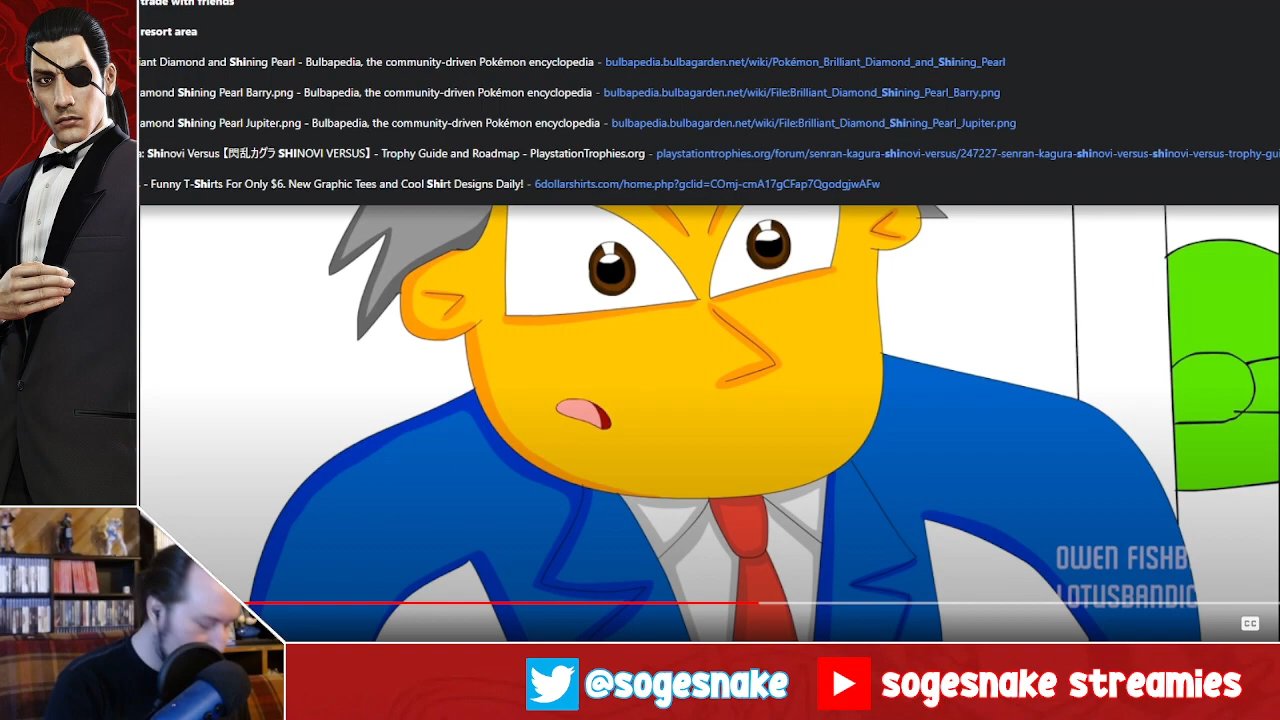 trade with friends
resort area
iant Diamond and Shining Pearl - Bulbapedia, the community-driven Pokémon encyclopedia - bulbapedia.bulbagarden.net/wiki/Pokémon_Brilliant_Diamond_and_Shining_Pearl
amond Shining Pearl Barry.png - Bulbapedia, the community-driven Pokémon encyclopedia - bulbapedia.bulbagarden.net/wiki/File:Brilliant_Diamond_Shining_Pearl_Barry.png
amond Shining Pearl Jupiter.png - Bulbapedia, the community-driven Pokémon encyclopedia - bulbapedia.bulbagarden.net/wiki/File:Brilliant_Diamond_Shining_Pearl_Jupiter.png
a: Shinovi Versus 【閃乱カグラ SHINOVI VERSUS】 - Trophy Guide and Roadmap - PlaystationTrophies.org - playstationtrophies.org/forum/senran-kagura-shinovi-versus/247227-senran-kagura-shinovi-versus-shinovi-versus-trophy-gui
. - Funny T-Shirts For Only $6. New Graphic Tees and Cool Shirt Designs Daily! - 6dollarshirts.com/home.php?gclid=COmj-cmA17gCFap7QgodgjwAFw
OWEN FISHB
LOTUSBANDIC
CC
@sogesnake
sogesnake streamies